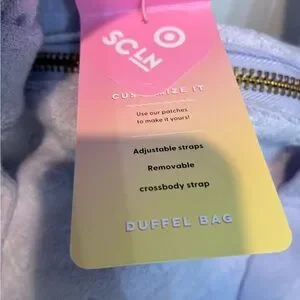 SCLN
CUSTOMIZE IT
Use our patches
to make it yours!
Adjustable straps
Removable
crossbody strap
DUFFEL BAG